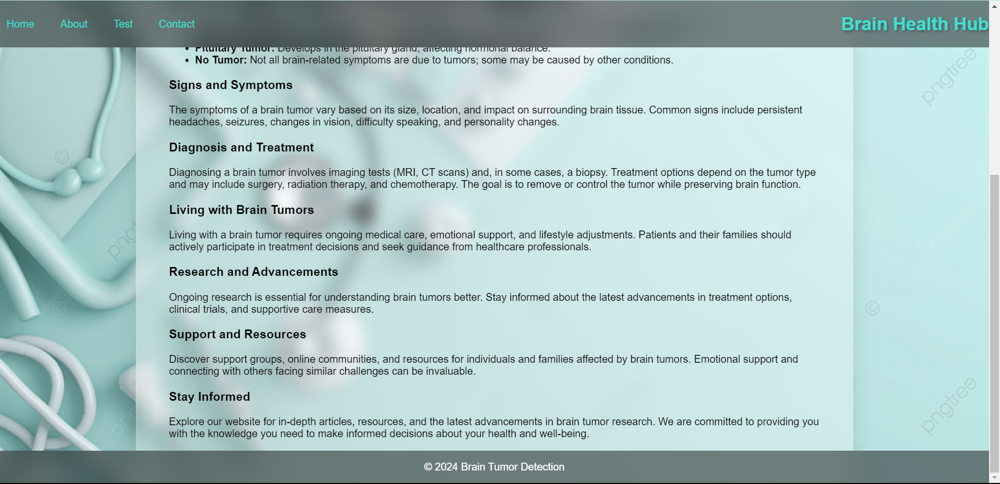 Home About Test Contact Brain Health Hub
Pituitary Tumor: Develops in the pituitary gland, affecting hormonal balance.
No Tumor: Not all brain-related symptoms are due to tumors; some may be caused by other conditions.
Signs and Symptoms
The symptoms of a brain tumor vary based on its size, location, and impact on surrounding brain tissue. Common signs include persistent
headaches, seizures, changes in vision, difficulty speaking, and personality changes.
Diagnosis and Treatment
Diagnosing a brain tumor involves imaging tests (MRI, CT scans) and, in some cases, a biopsy. Treatment options depend on the tumor type
and may include surgery, radiation therapy, and chemotherapy. The goal is to remove or control the tumor while preserving brain function.
Living with Brain Tumors
Living with a brain tumor requires ongoing medical care, emotional support, and lifestyle adjustments. Patients and their families should
actively participate in treatment decisions and seek guidance from healthcare professionals.
Research and Advancements
Ongoing research is essential for understanding brain tumors better. Stay informed about the latest advancements in treatment options,
clinical trials, and supportive care measures.
Support and Resources
Discover support groups, online communities, and resources for individuals and families affected by brain tumors. Emotional support and
connecting with others facing similar challenges can be invaluable.
Stay Informed
Explore our website for in-depth articles, resources, and the latest advancements in brain tumor research. We are committed to providing you
with the knowledge you need to make informed decisions about your health and well-being.
© 2024 Brain Tumor Detection
pngtree
pngtree
pngtree
pngtree
©
©
©